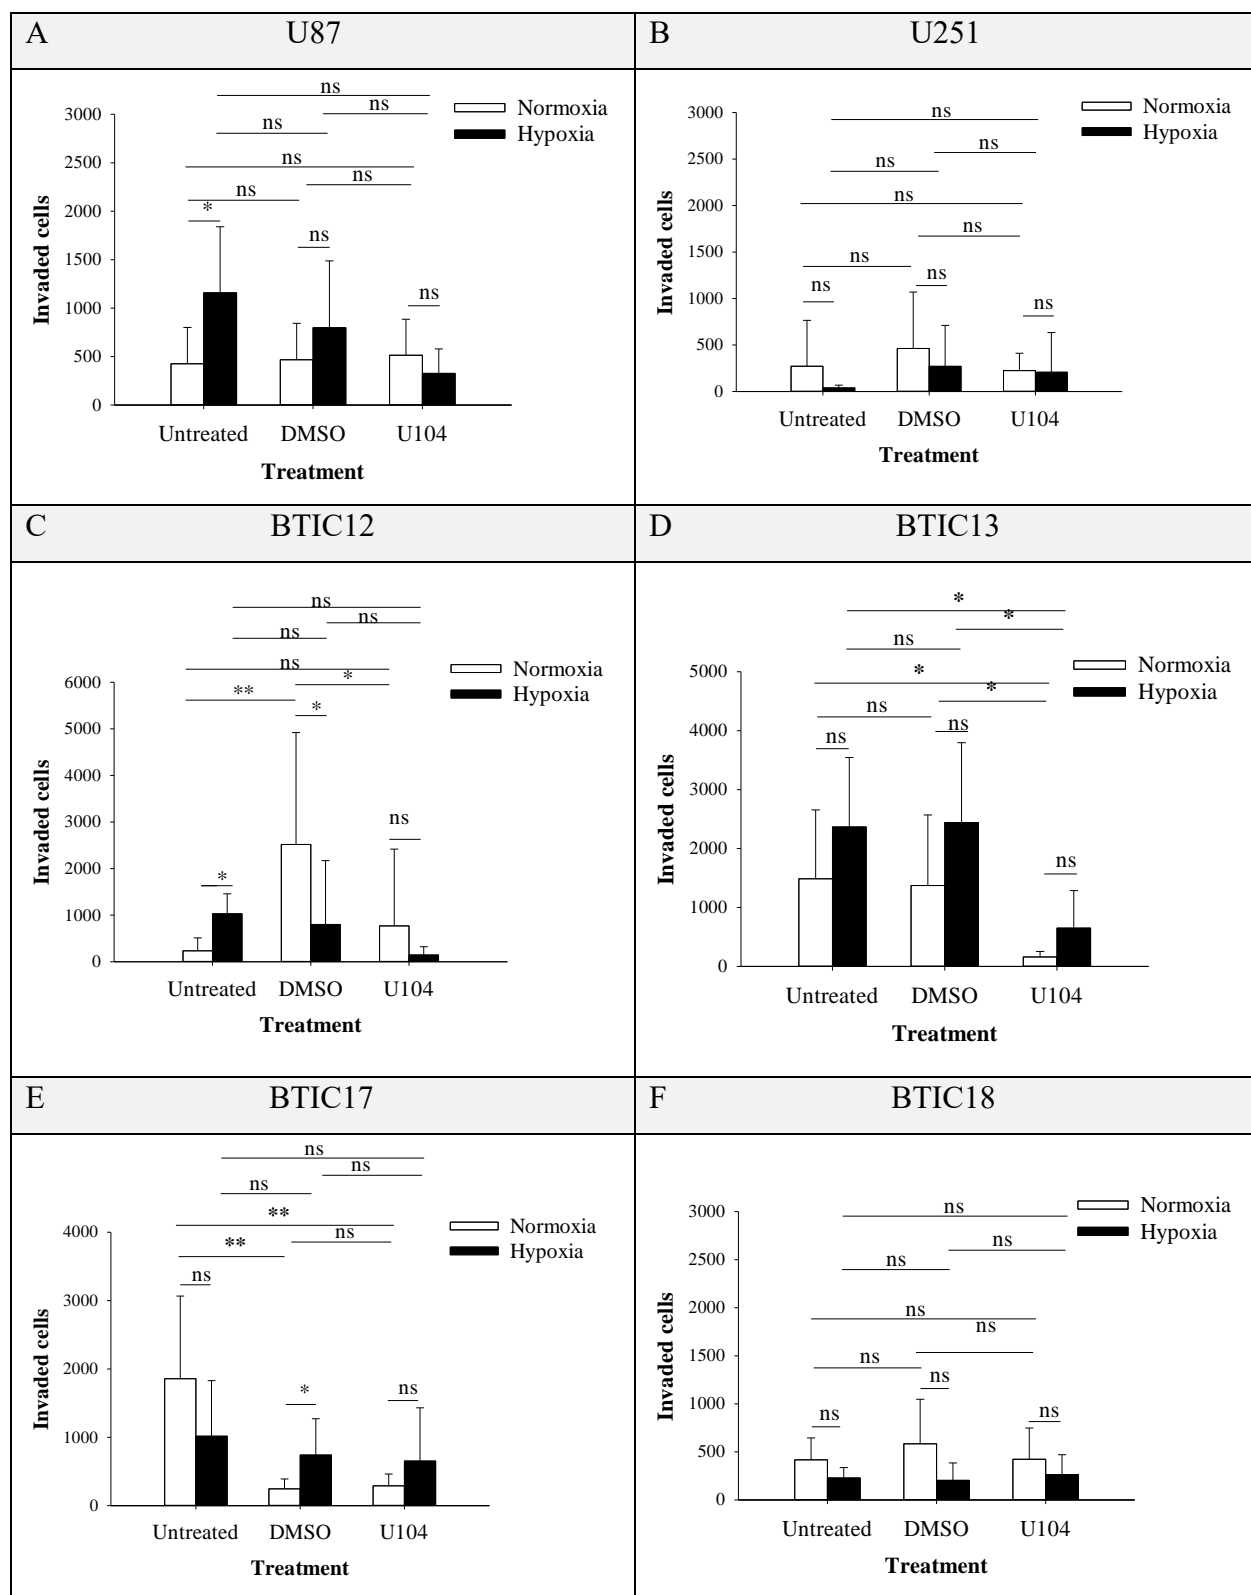 A U87
ns
ns
ns
ns
ns
ns
*
ns
ns
Normoxia
Hypoxia
3000
2500
2000
1500
1000
500
0
Invaded cells
Untreated DMSO U104
Treatment
B U251
ns
ns
ns
ns
ns
ns
ns
ns
ns
Normoxia
Hypoxia
3000
2500
2000
1500
1000
500
0
Invaded cells
Untreated DMSO U104
Treatment
C BTIC12
ns
ns
ns
ns
*
**
*
ns
*
Normoxia
Hypoxia
6000
5000
4000
3000
2000
1000
0
Invaded cells
Untreated DMSO U104
Treatment
D BTIC13
*
*
ns
*
*
ns
ns
ns
ns
Normoxia
Hypoxia
5000
4000
3000
2000
1000
0
Invaded cells
Untreated DMSO U104
Treatment
E BTIC17
ns
ns
ns
**
ns
**
ns
*
ns
Normoxia
Hypoxia
4000
3000
2000
1000
0
Invaded cells
Untreated DMSO U104
Treatment
F BTIC18
ns
ns
ns
ns
ns
ns
ns
ns
ns
Normoxia
Hypoxia
3000
2500
2000
1500
1000
500
0
Invaded cells
Untreated DMSO U104
Treatment